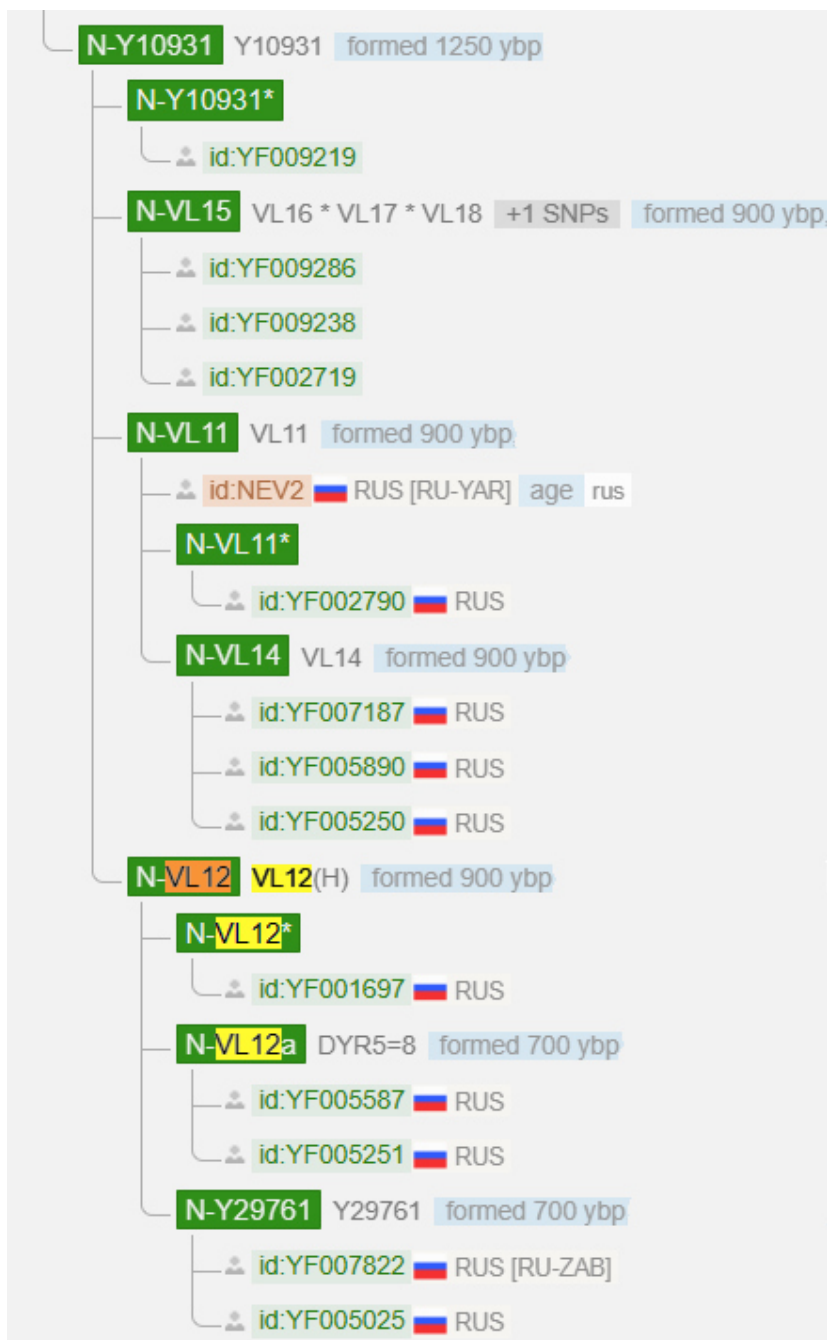 N-Y10931 Y10931 formed 1250 ybp
N-Y10931*
id:YF009219
N-VL15 VL16 * VL17 * VL18 +1 SNPs formed 900 ybp,
id:YF009286
id:YF009238
id:YF002719
N-VL11 VL11 formed 900 ybp
id:NEV2 RUS [RU-YAR] age rus
N-VL11*
id:YF002790 RUS
N-VL14 VL14 formed 900 ybp
id:YF007187 RUS
id:YF005890 RUS
id:YF005250 RUS
N-VL12 VL12(H) formed 900 ybp
N-VL12*
id:YF001697 RUS
N-VL12a DYR5=8 formed 700 ybp
id:YF005587 RUS
id:YF005251 RUS
N-Y29761 Y29761 formed 700 ybp
id:YF007822 RUS [RU-ZAB]
id:YF005025 RUS